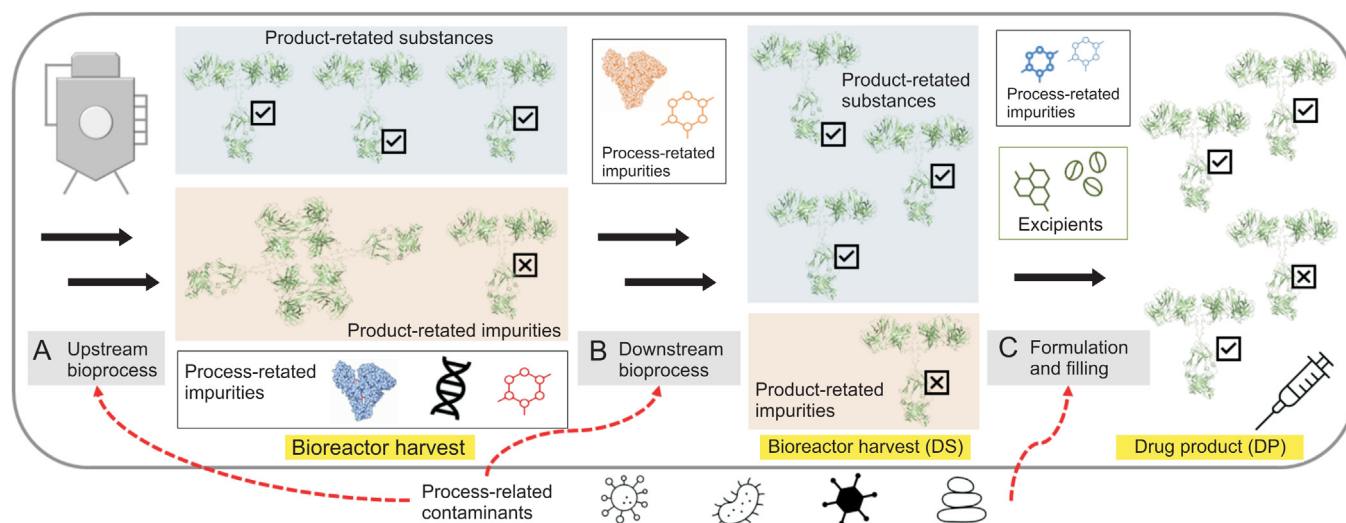 Product-retated substances
Product-retated impurities
A Upstream
bioprocess
Process-retated
impurities
Bioreactor harvest
Process-retated
impurities
B Downstream
bioprocess
Product-retated
substances
Product-retated
impurities
Bioreactor harvest (DS)
Process-related
impurities
Excipients
C Formulation
and filling
Drug product (DP)
Process-related
contaminants